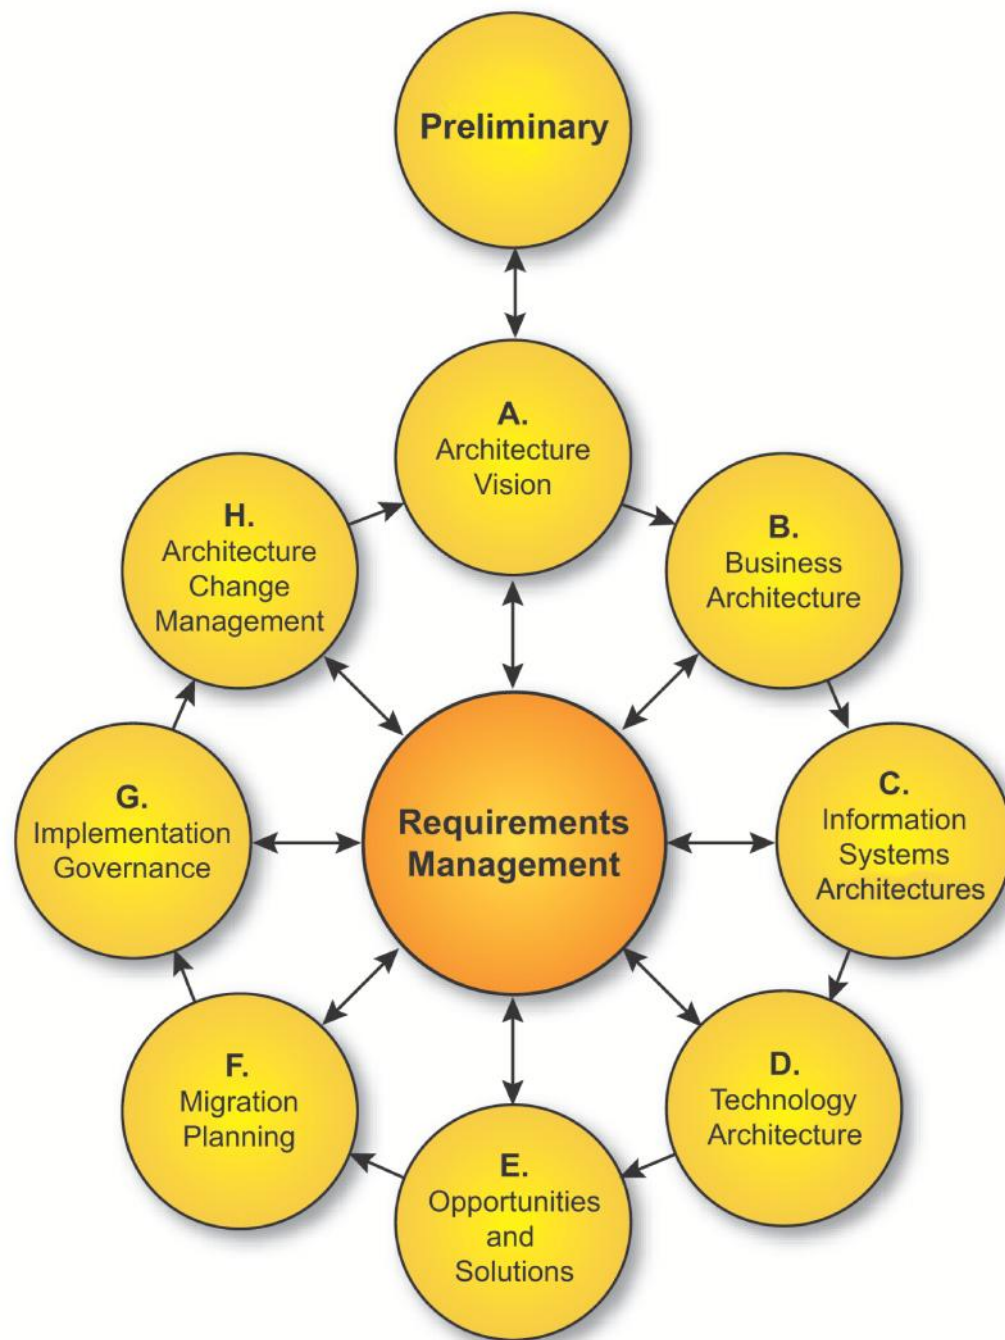 Preliminary
A.
Architecture
Vision
B.
Business
Architecture
C.
Information
Systems
Architectures
D.
Technology
Architecture
E.
Opportunities
and
Solutions
F.
Migration
Planning
G.
Implementation
Governance
H.
Architecture
Change
Management
Requirements
Management